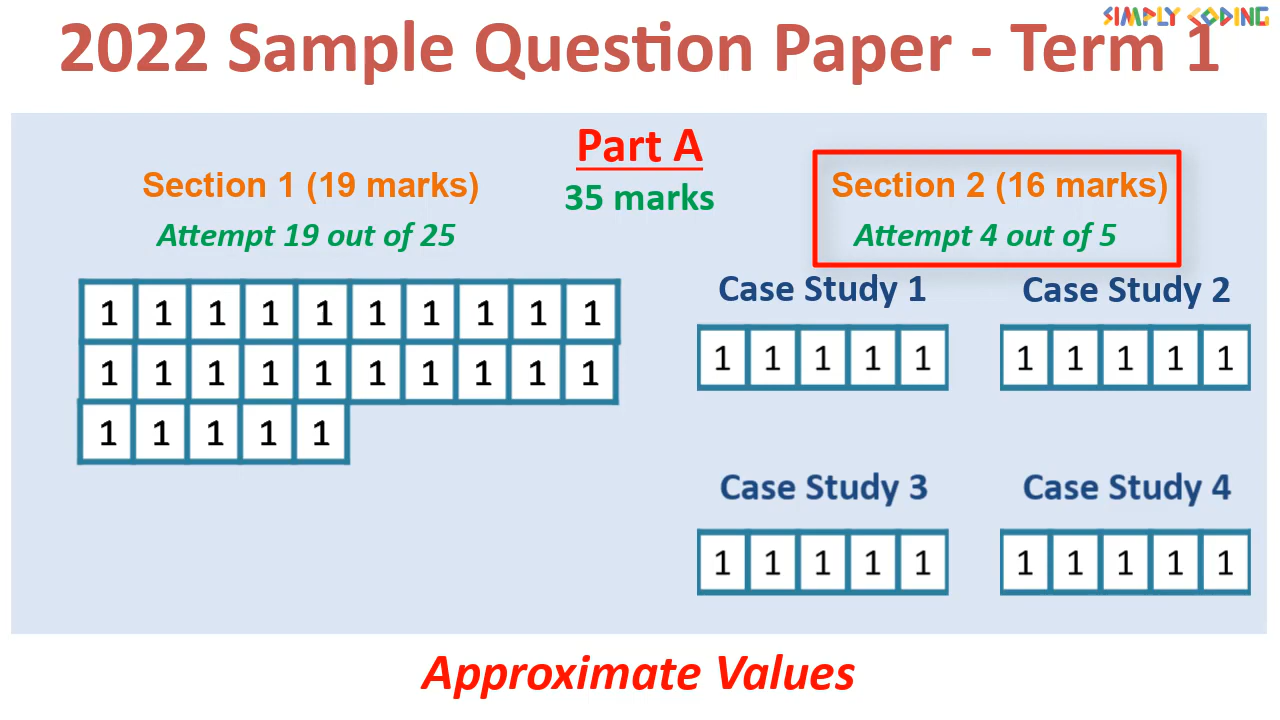 SIMPLY CODING
2022 Sample Question Paper - Term 1
Part A
35 marks
Section 1 (19 marks)
Attempt 19 out of 25
1 1 1 1 1 1 1 1 1 1
1 1 1 1 1 1 1 1 1 1
1 1 1 1 1
Section 2 (16 marks)
Attempt 4 out of 5
Case Study 1
1 1 1 1 1
Case Study 2
1 1 1 1 1
Case Study 3
1 1 1 1 1
Case Study 4
1 1 1 1 1
Approximate Values